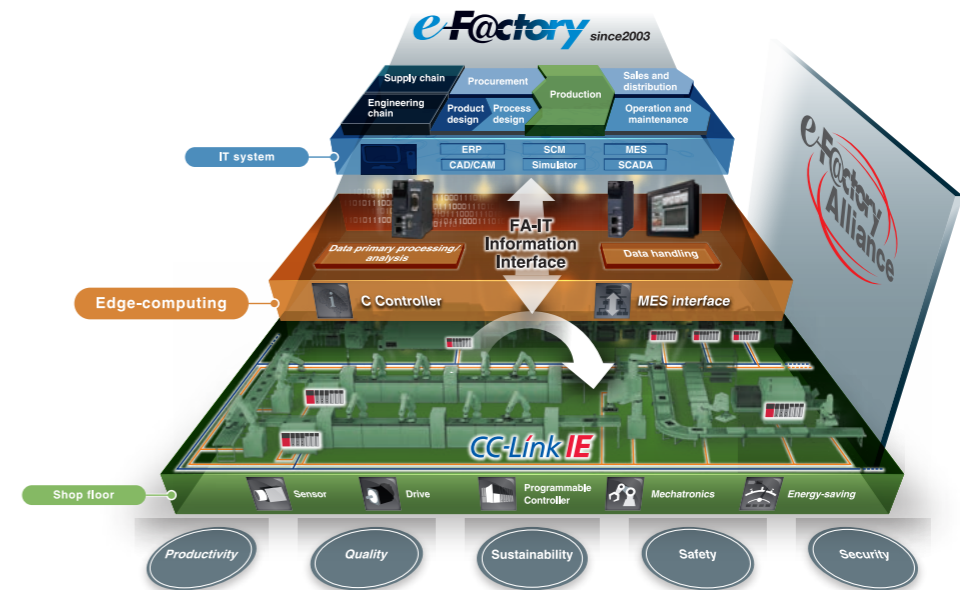 e-F@ctory since2003
Supply chain
Procurement
Production
Sales and
distribution
Engineering
chain
Product
design
Process
design
Operation and
maintenance
IT system
ERP
SCM
MES
CAD/CAM
Simulator
SCADA
e-F@ctory
Alliance
FA-IT
Information
Interface
Data primary processing/
analysis
Data handling
Edge-computing
C Controller
MES interface
CC-Link IE
Shop floor
Sensor
Drive
Programmable
Controller
Mechatronics
Energy-saving
Productivity
Quality
Sustainability
Safety
Security